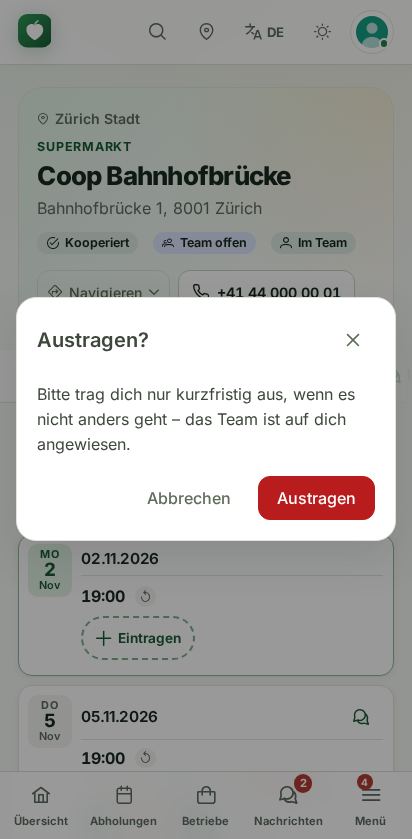 DE
Zürich Stadt
SUPERMARKT
Coop Bahnhofbrücke
Bahnhofbrücke 1, 8001 Zürich
Kooperiert Team offen Im Team
Navigieren +41 44 000 00 01
Austragen?
Bitte trag dich nur kurzfristig aus, wenn es
nicht anders geht – das Team ist auf dich
angewiesen.
Abbrechen Austragen
MO
2
Nov
02.11.2026
19:00
Eintragen
DO
5
Nov
05.11.2026
19:00
2
4
Übersicht Abholungen Betriebe Nachrichten Menü